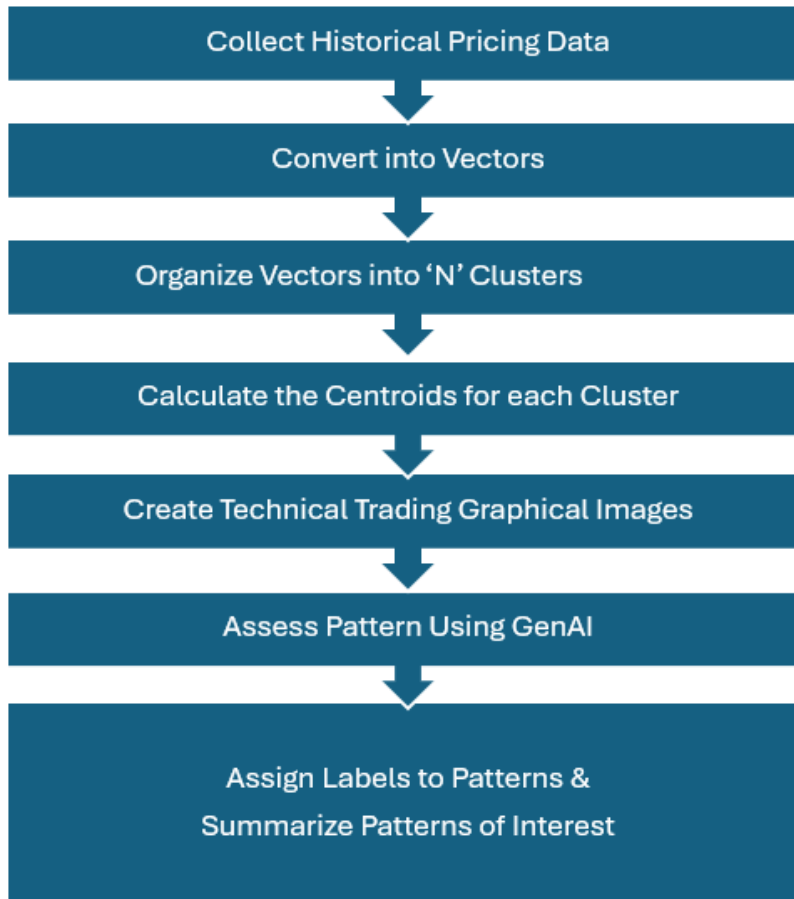 Collect Historical Pricing Data
Convert into Vectors
Organize Vectors into ‘N’ Clusters
Calculate the Centroids for each Cluster
Create Technical Trading Graphical Images
Assess Pattern Using GenAI
Assign Labels to Patterns &
Summarize Patterns of Interest